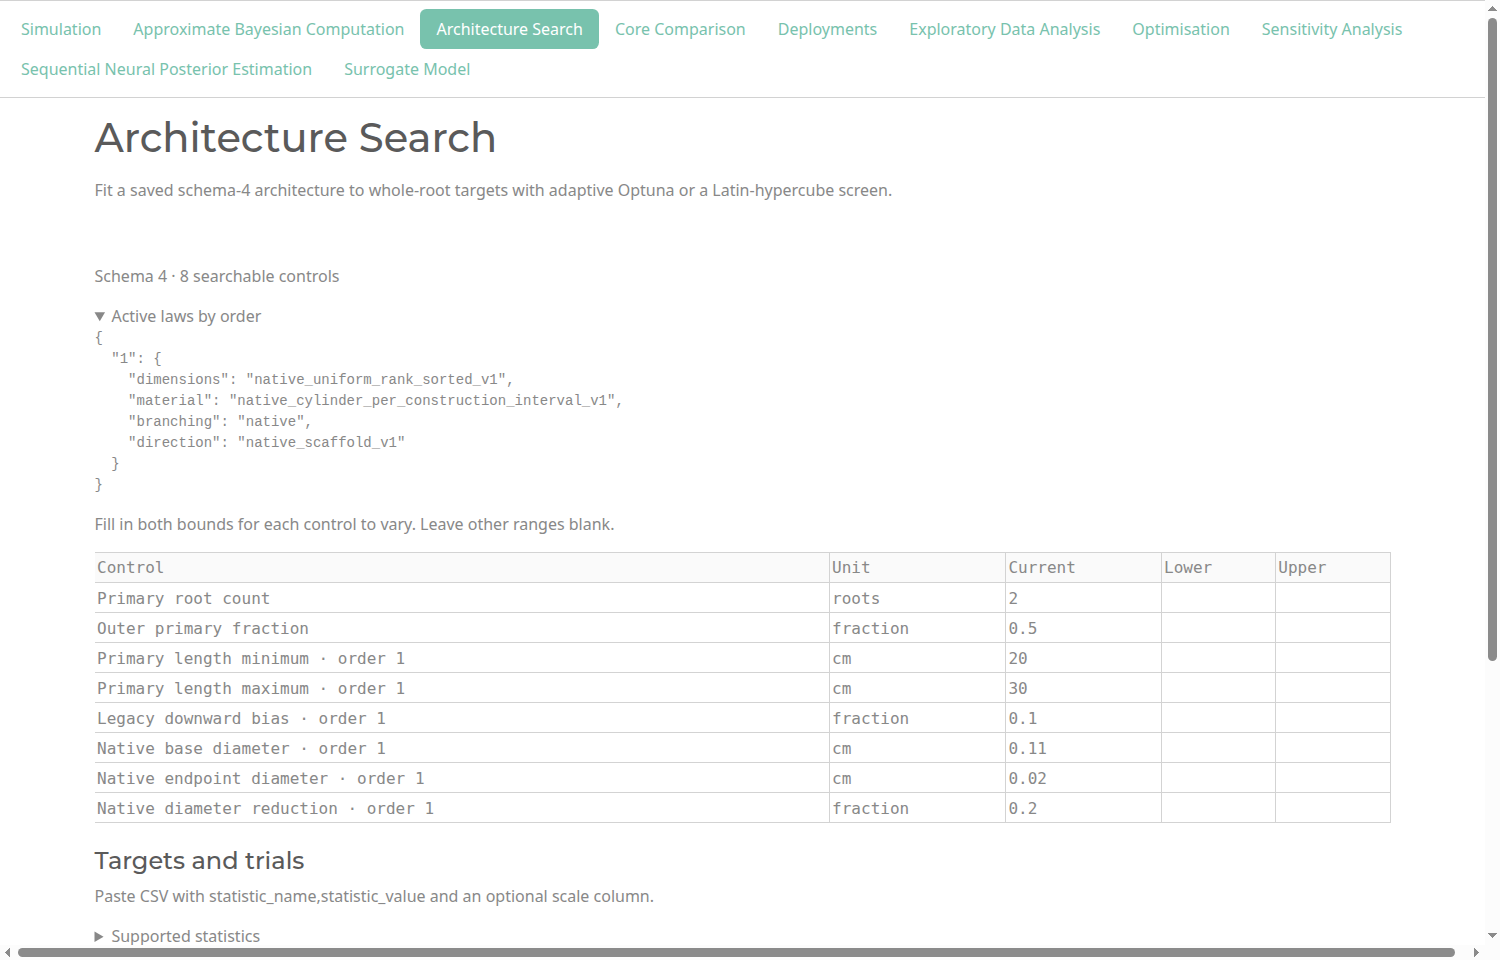 Simulation Approximate Bayesian Computation Architecture Search Core Comparison Deployments Exploratory Data Analysis Optimisation Sensitivity Analysis
Sequential Neural Posterior Estimation Surrogate Model
Architecture Search
Fit a saved schema-4 architecture to whole-root targets with adaptive Optuna or a Latin-hypercube screen.
Schema 4 · 8 searchable controls
▼ Active laws by order
{
  "1": {
    "dimensions": "native_uniform_rank_sorted_v1",
    "material": "native_cylinder_per_construction_interval_v1",
    "branching": "native",
    "direction": "native_scaffold_v1"
  }
}
Fill in both bounds for each control to vary. Leave other ranges blank.
Control Unit Current Lower Upper
Primary root count roots 2
Outer primary fraction fraction 0.5
Primary length minimum · order 1 cm 20
Primary length maximum · order 1 cm 30
Legacy downward bias · order 1 fraction 0.1
Native base diameter · order 1 cm 0.11
Native endpoint diameter · order 1 cm 0.02
Native diameter reduction · order 1 fraction 0.2
Targets and trials
Paste CSV with statistic_name,statistic_value and an optional scale column.
▶ Supported statistics